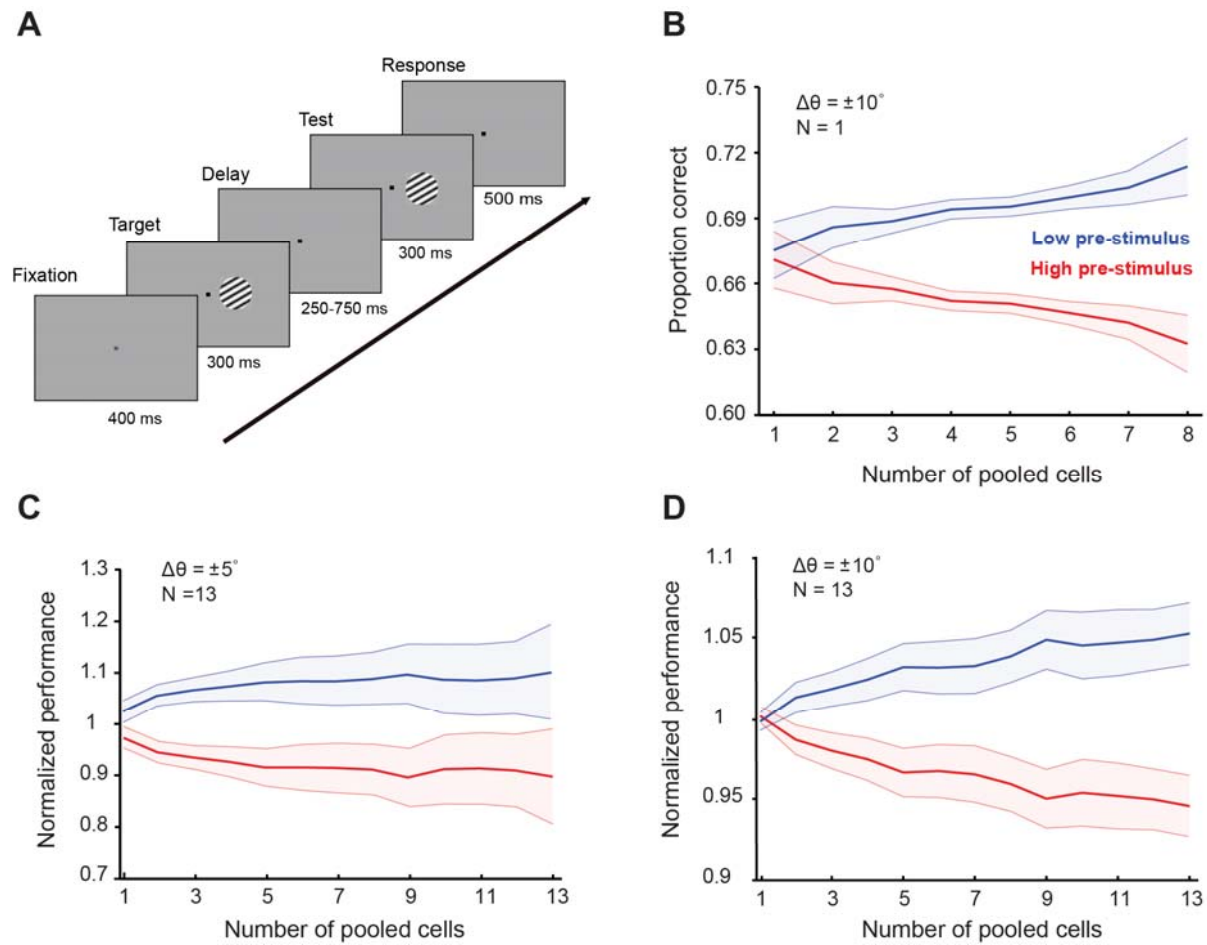 A
Fixation
400 ms
Target
300 ms
Delay
250-750 ms
Test
300 ms
Response
500 ms
B
Δθ = ±10°
N = 1
Proportion correct
0.75
0.72
0.69
0.66
0.63
0.60
Low pre-stimulus
High pre-stimulus
1 2 3 4 5 6 7 8
Number of pooled cells
C
Δθ = ±5°
N =13
Normalized performance
1.3
1.2
1.1
1
0.9
0.8
0.7
1 3 5 7 9 11 13
Number of pooled cells
D
Δθ = ±10°
N = 13
Normalized performance
1.1
1.05
1
0.95
0.9
1 3 5 7 9 11 13
Number of pooled cells